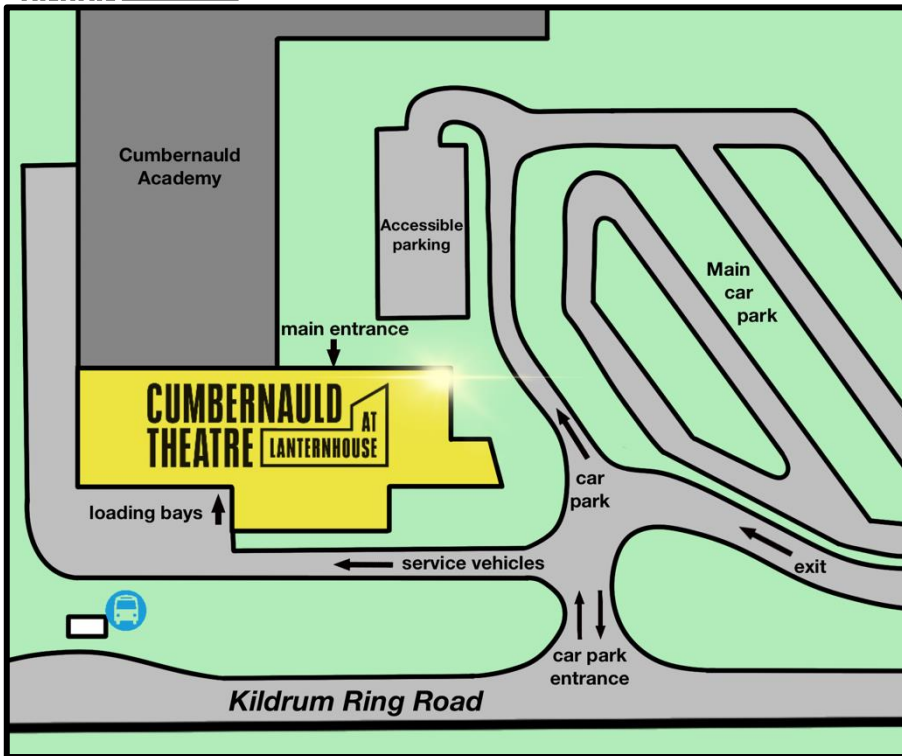 Cumbernauld
Academy
Accessible
parking
Main
car
park
main entrance
CUMBERNAULD
THEATRE
AT
LANTERNHOUSE
car
park
loading bays
service vehicles
exit
car park
entrance
Kildrum Ring Road